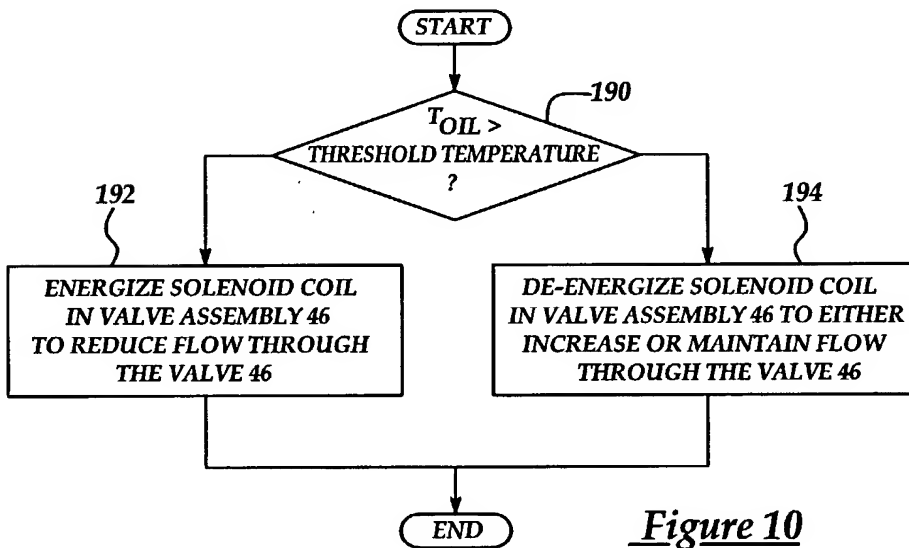 START
190
TOIL >
THRESHOLD TEMPERATURE
?
192
194
ENERGIZE SOLENOID COIL
IN VALVE ASSEMBLY 46
TO REDUCE FLOW THROUGH
THE VALVE 46
DE-ENERGIZE SOLENOID COIL
IN VALVE ASSEMBLY 46 TO EITHER
INCREASE OR MAINTAIN FLOW
THROUGH THE VALVE 46
END
Figure 10